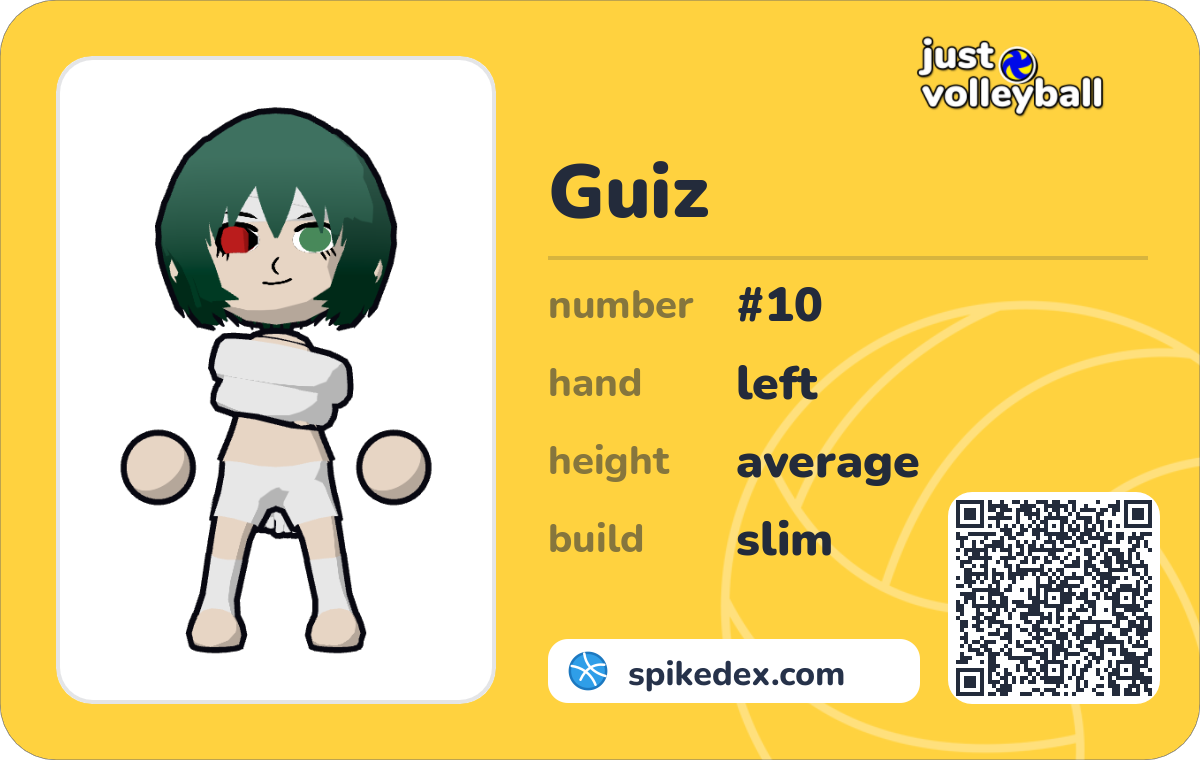 just
volleyball
Guiz
number #10
hand left
height average
build slim
spikedex.com